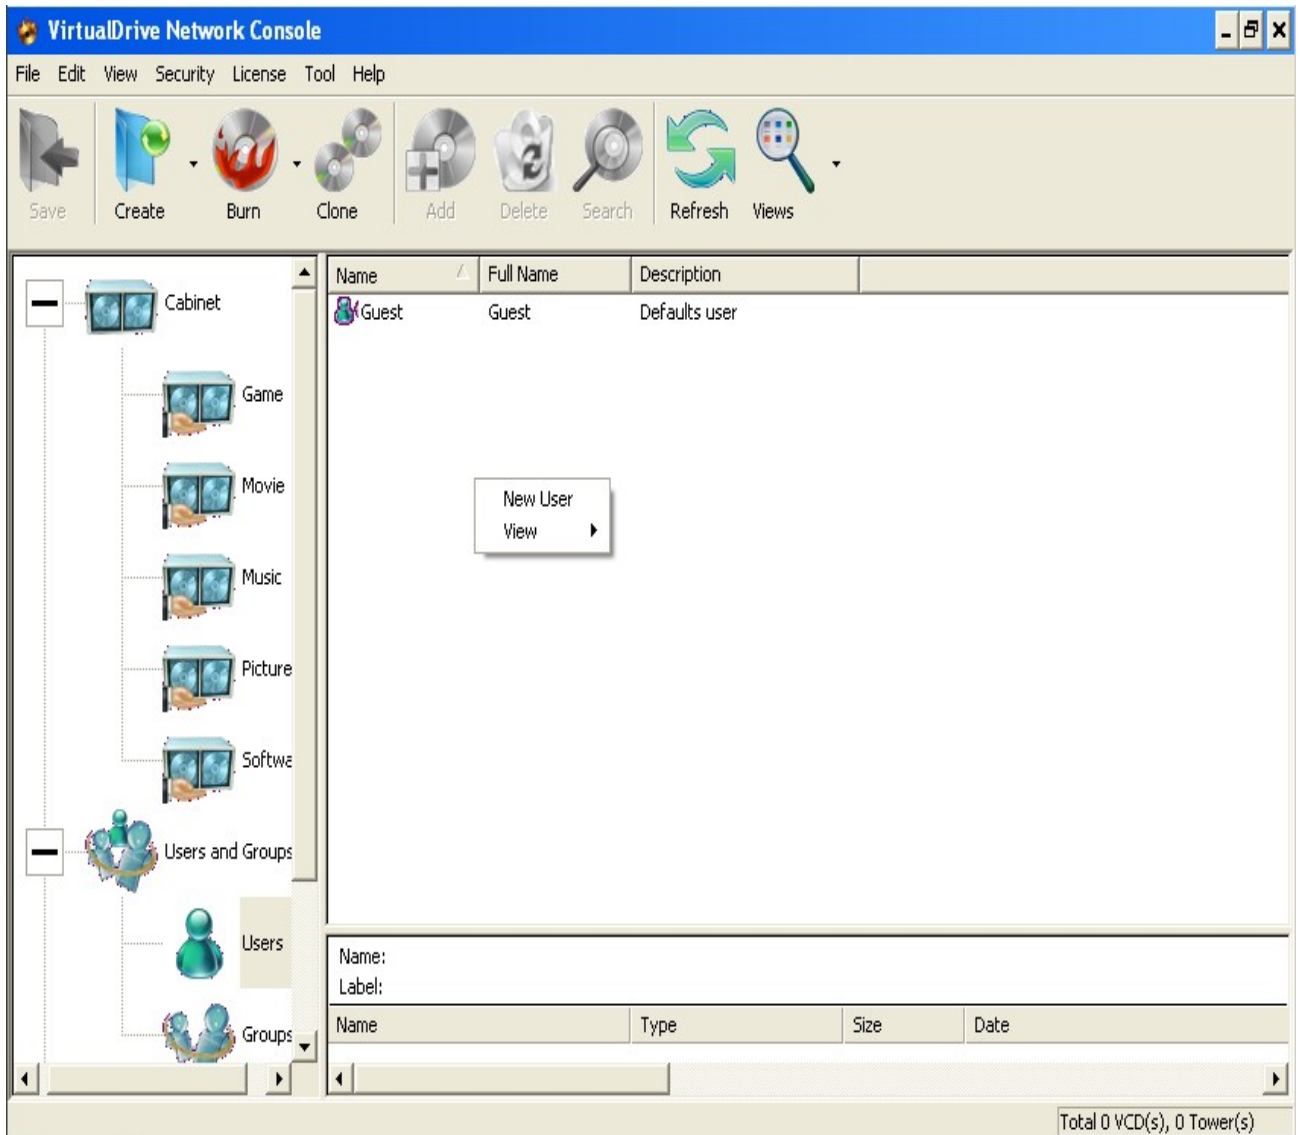 VirtualDrive Network Console
File Edit View Security License Tool Help
Save Create Burn Clone Add Delete Search Refresh Views
Cabinet
Game
Movie
Music
Picture
Softwa
Users and Groups
Users
Groups
Name Full Name Description
Guest Guest Defaults user
New User
View
Name:
Label:
Name Type Size Date
Total 0 VCD(s), 0 Tower(s)